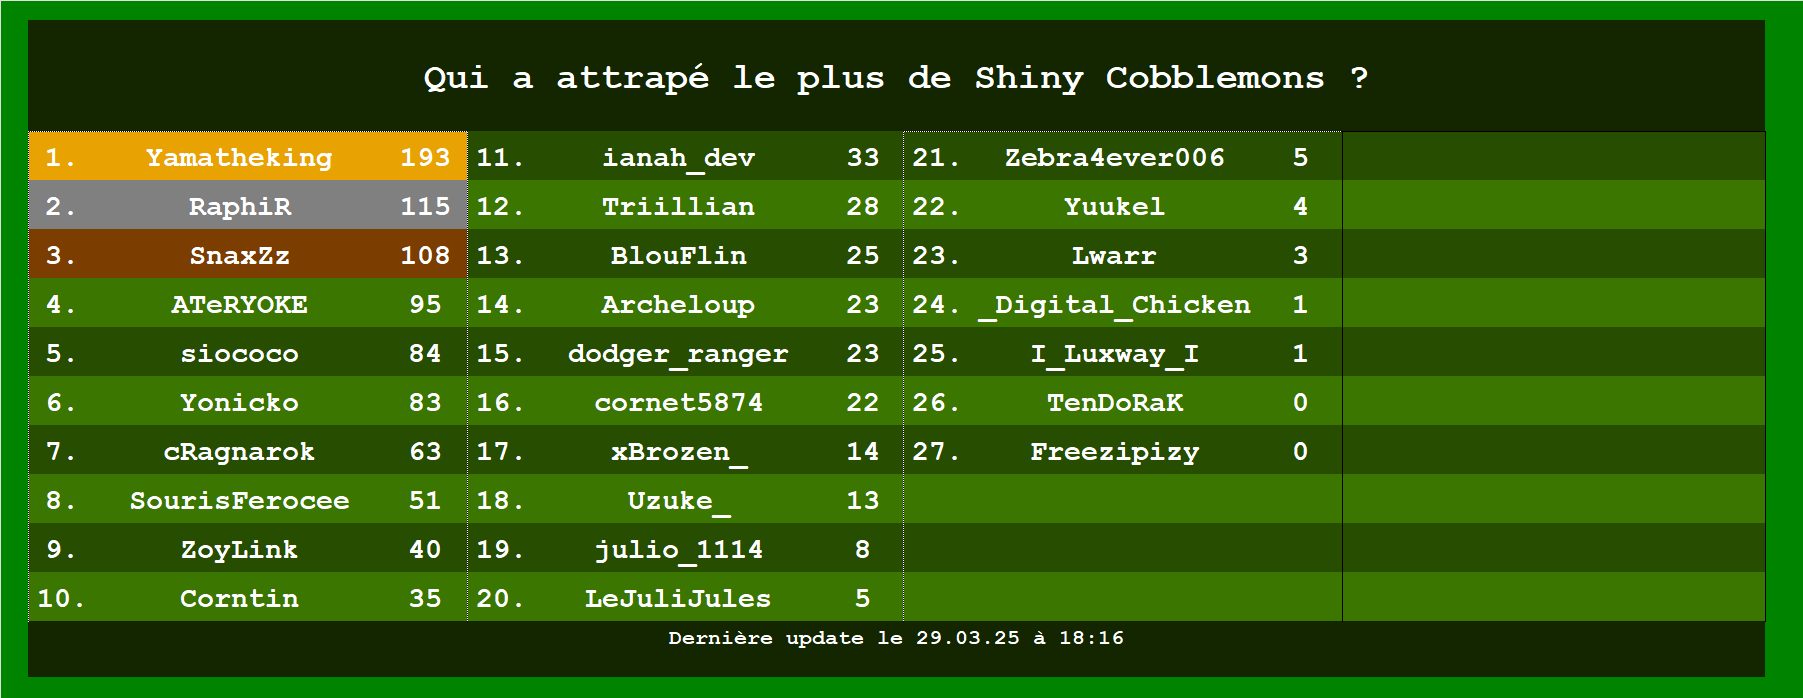 Qui a attrapé le plus de Shiny Cobblemons ?
1. Yamatheking 193
2. RaphiR 115
3. SnaxZz 108
4. ATeRYOKE 95
5. siococo 84
6. Yonicko 83
7. cRagnarok 63
8. SourisFerocee 51
9. ZoyLink 40
10. Corntin 35
11. ianah_dev 33
12. Triillian 28
13. BlouFlin 25
14. Archeloup 23
15. dodger_ranger 23
16. cornet5874 22
17. xBrozen_ 14
18. Uzuke_ 13
19. julio_1114 8
20. LeJuliJules 5
21. Zebra4ever006 5
22. Yuukel 4
23. Lwarr 3
24. _Digital_Chicken 1
25. I_Luxway_I 1
26. TenDoRaK 0
27. Freezipizy 0
Dernière update le 29.03.25 à 18:16